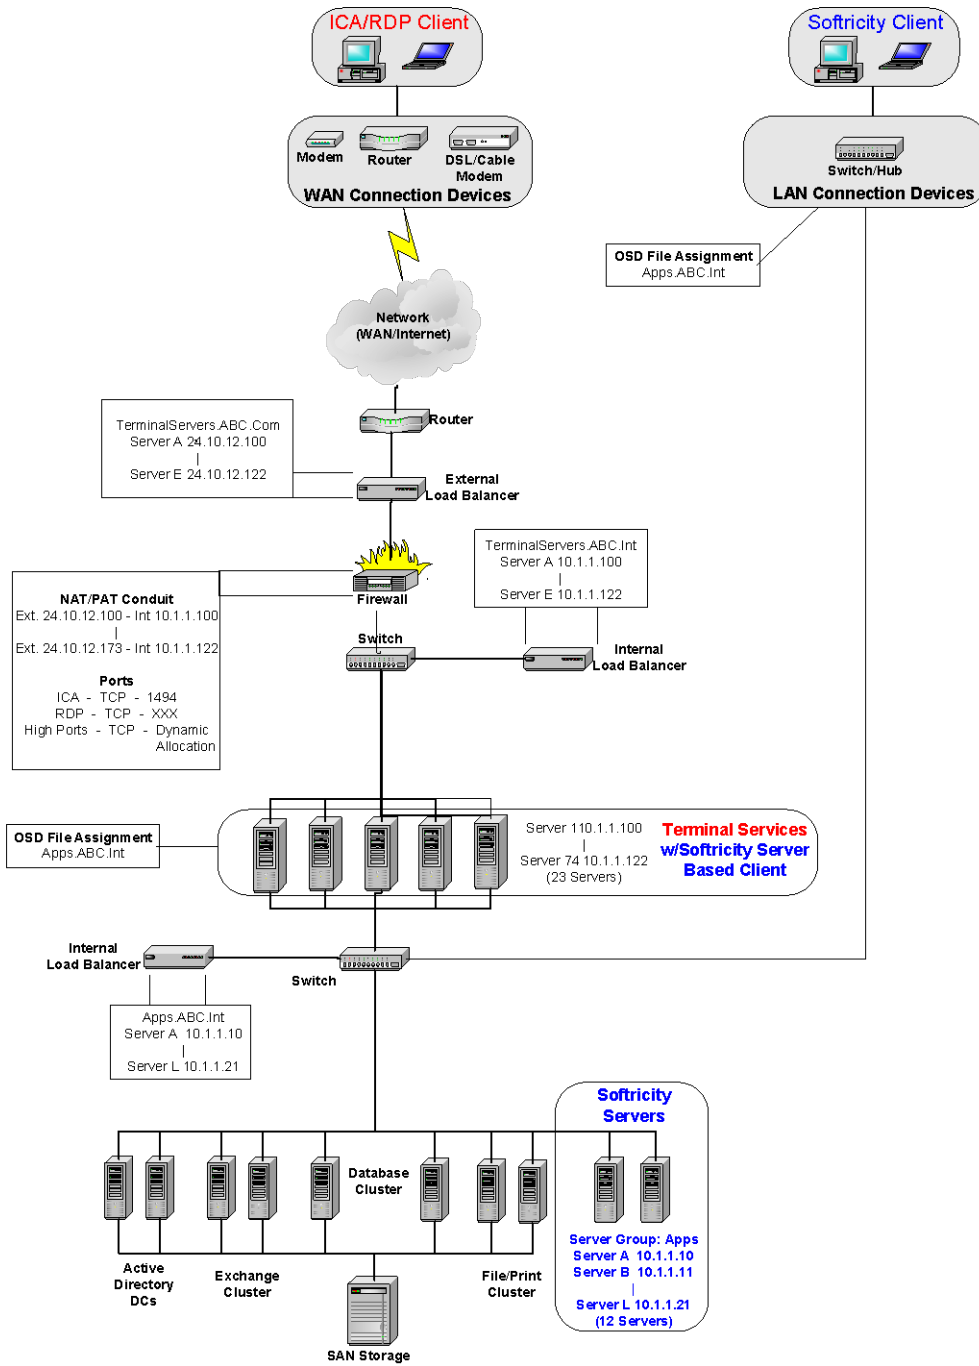 ICA/RDP Client
Softricity Client
Modem
Router
DSL/Cable
Modem
WAN Connection Devices
Switch/Hub
LAN Connection Devices
OSD File Assignment
Apps.ABC.Int
Network
(WAN/Internet)
Router
TerminalServers.ABC.Com
Server A 24.10.12.100
|
Server E 24.10.12.122
External
Load Balancer
TerminalServers.ABC.Int
Server A 10.1.1.100
|
Server E 10.1.1.122
Firewall
NAT/PAT Conduit
Ext. 24.10.12.100 - Int 10.1.1.100
|
Ext. 24.10.12.173 - Int 10.1.1.122
Ports
ICA - TCP - 1494
RDP - TCP - XXX
High Ports - TCP - Dynamic
Allocation
Switch
Internal
Load Balancer
OSD File Assignment
Apps.ABC.Int
Server 110.1.1.100
|
Server 74 10.1.1.122
(23 Servers)
Terminal Services
w/Softricity Server
Based Client
Internal
Load Balancer
Switch
Apps.ABC.Int
Server A 10.1.1.10
|
Server L 10.1.1.21
Softricity
Servers
Database
Cluster
Active
Directory
DCs
Exchange
Cluster
File/Print
Cluster
Server Group: Apps
Server A 10.1.1.10
Server B 10.1.1.11
|
Server L 10.1.1.21
(12 Servers)
SAN Storage